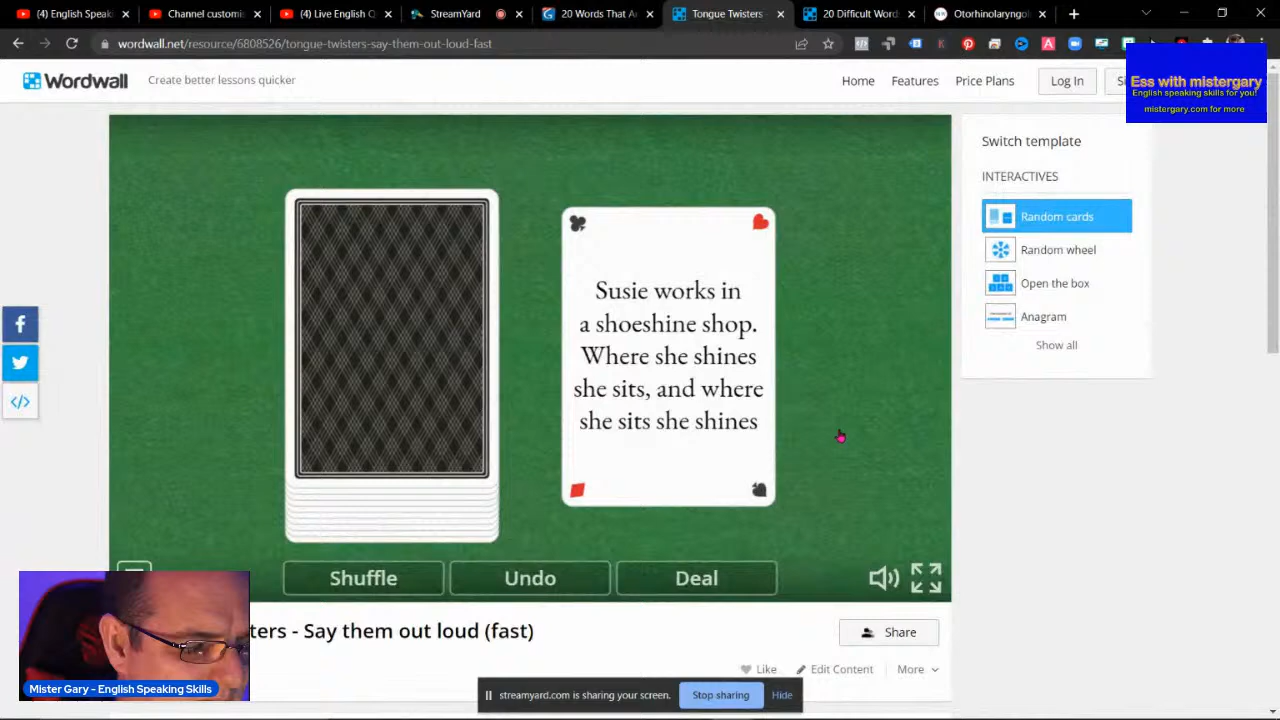 (4) English Speaki
Channel customiz
(4) Live English Q
StreamYard
20 Words That A
Tongue Twisters -
20 Difficult Word
Otorhinolaryngol
wordwall.net/resource/6808526/tongue-twisters-say-them-out-loud-fast
Wordwall
Create better lessons quicker
Home
Features
Price Plans
Log In
Ess with mistergary
English speaking skills for you!
mistergary.com for more
Switch template
INTERACTIVES
Random cards
Random wheel
Open the box
Anagram
Show all
Susie works in
a shoeshine shop.
Where she shines
she sits, and where
she sits she shines
Shuffle
Undo
Deal
ters - Say them out loud (fast)
Share
Like
Edit Content
More
Mister Gary - English Speaking Skills
streamyard.com is sharing your screen.
Stop sharing
Hide